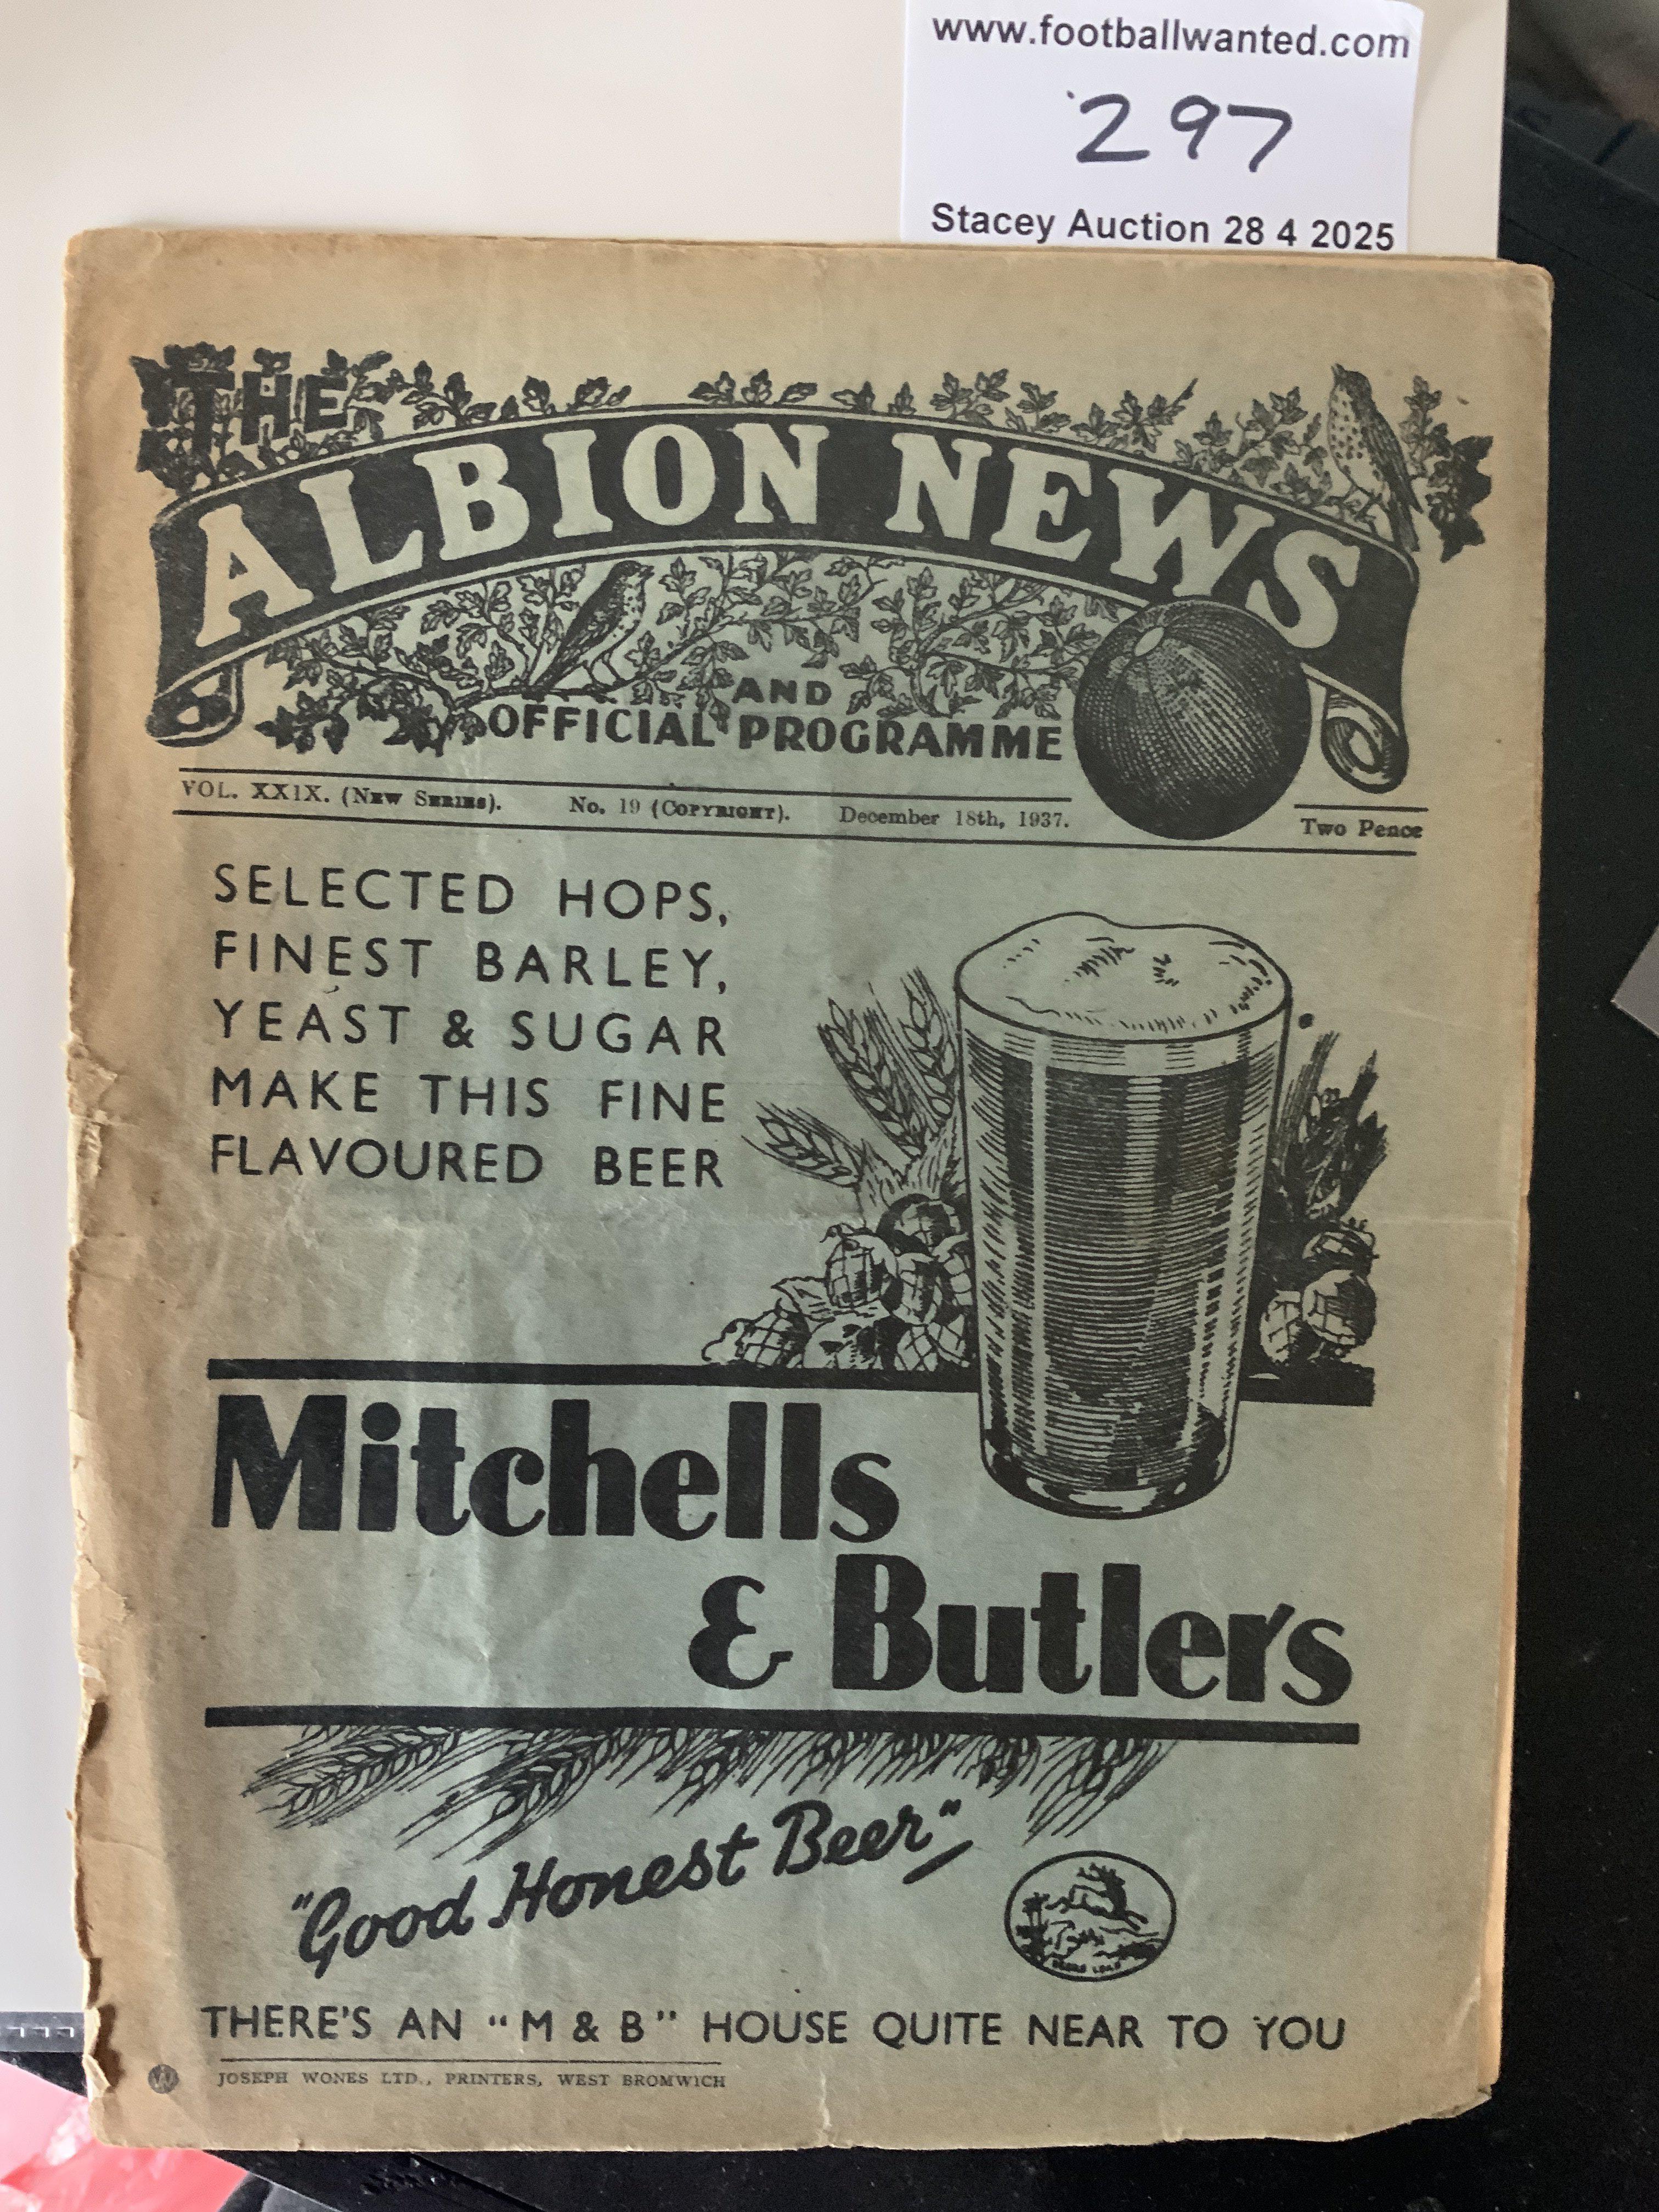 www.footballwanted.com
297
Stacey Auction 28 4 2025
THE
ALBION NEWS
AND
OFFICIAL PROGRAMME
VOL. XXIX. (New Series). No. 19 (Copyright). December 18th, 1937. Two Pence
SELECTED HOPS,
FINEST BARLEY,
YEAST & SUGAR
MAKE THIS FINE
FLAVOURED BEER
Mitchells
& Butlers
"Good Honest Beer"
DEERS LEAP
THERE'S AN "M & B" HOUSE QUITE NEAR TO YOU
W
JOSEPH WONES LTD., PRINTERS, WEST BROMWICH